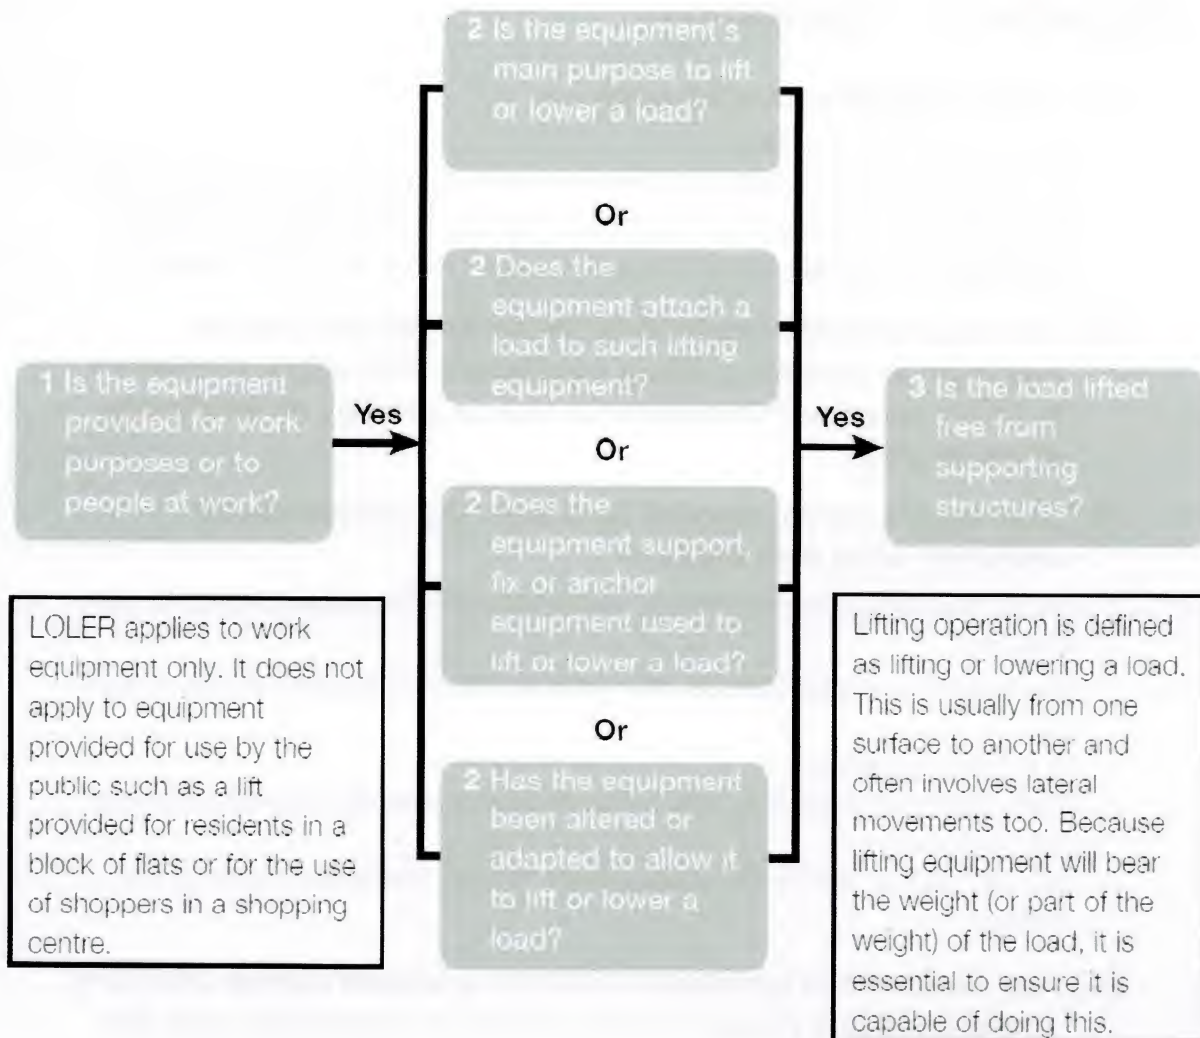 1 Is the equipment
provided for work
purposes or to
people at work?
Yes
2 Is the equipment's
main purpose to lift
or lower a load?
Or
2 Does the
equipment attach a
load to such lifting
equipment?
Or
2 Does the
equipment support,
fix or anchor
equipment used to
lift or lower a load?
Or
2 Has the equipment
been altered or
adapted to allow it
to lift or lower a
load?
Yes
3 Is the load lifted
free from
supporting
structures?
LOLER applies to work
equipment only. It does not
apply to equipment
provided for use by the
public such as a lift
provided for residents in a
block of flats or for the use
of shoppers in a shopping
centre.
Lifting operation is defined
as lifting or lowering a load.
This is usually from one
surface to another and
often involves lateral
movements too. Because
lifting equipment will bear
the weight (or part of the
weight) of the load, it is
essential to ensure it is
capable of doing this.